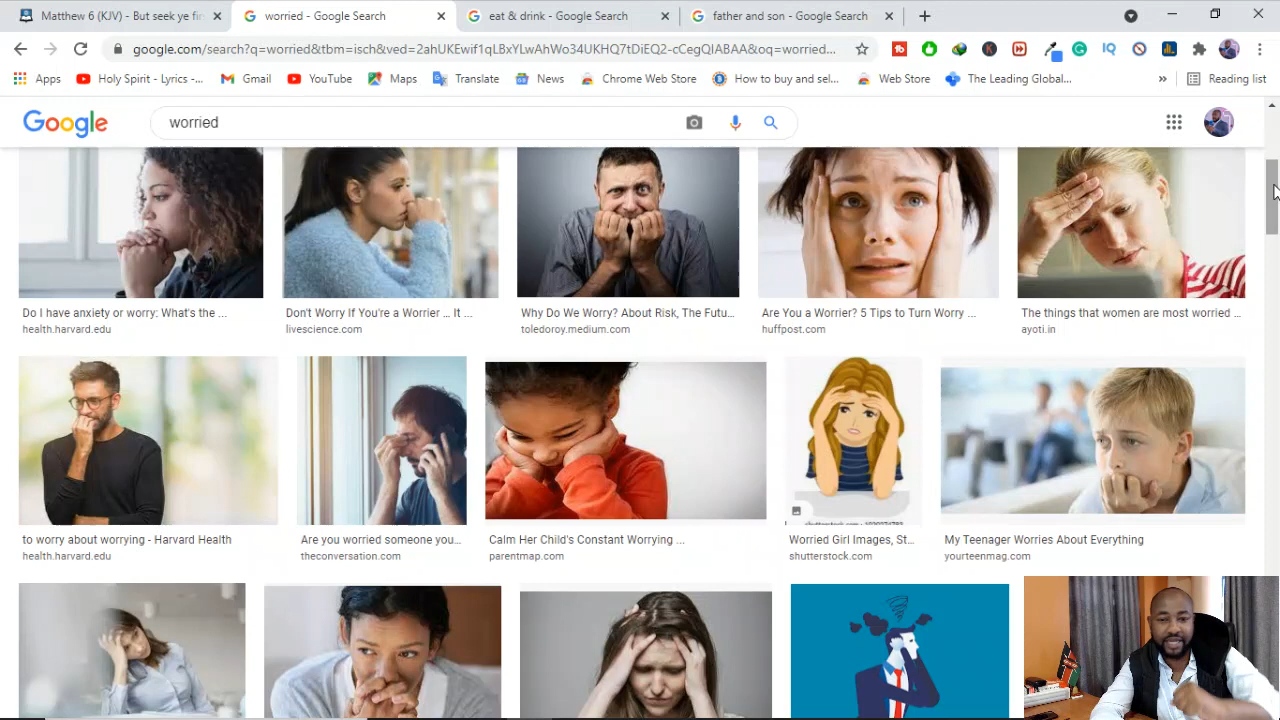 Matthew 6 (KJV) - But seek ye fir
worried - Google Search
eat & drink - Google Search
father and son - Google Search
google.com/search?q=worried&tbm=isch&ved=2ahUKEwif1qLBxYLwAhWo34UKHQ7tDiEQ2-cCegQIABAA&oq=worried...
Apps
Holy Spirit - Lyrics -...
Gmail
YouTube
Maps
Translate
News
Chrome Web Store
How to buy and sel...
Web Store
The Leading Global...
»
Reading list
Google
worried
Do I have anxiety or worry: What's the ...
health.harvard.edu
Don't Worry If You're a Worrier ... It ...
livescience.com
Why Do We Worry? About Risk, The Futu...
toledoroy.medium.com
Are You a Worrier? 5 Tips to Turn Worry ...
huffpost.com
The things that women are most worried ...
ayoti.in
to worry about worrying - Harvard Health
health.harvard.edu
Are you worried someone you...
theconversation.com
Calm Her Child's Constant Worrying ...
parentmap.com
Worried Girl Images, St...
shutterstock.com
My Teenager Worries About Everything
yourteenmag.com